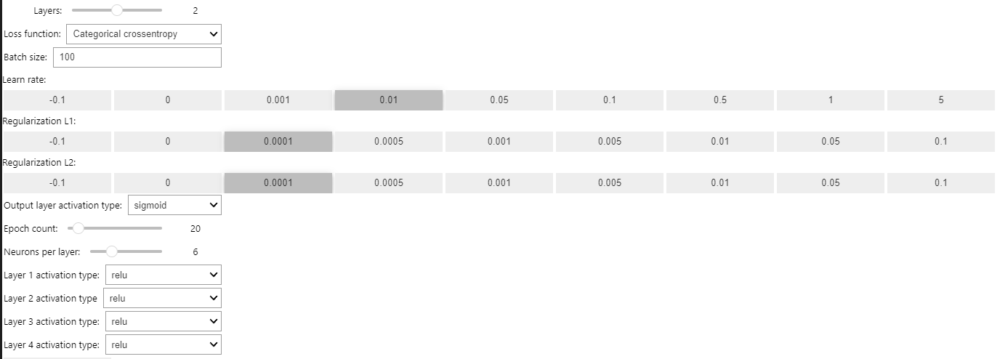 Layers: 2
Loss function: Categorical crossentropy
Batch size: 100
Learn rate:
-0.1 0 0.001 0.01 0.05 0.1 0.5 1 5
Regularization L1:
-0.1 0 0.0001 0.0005 0.001 0.005 0.01 0.05 0.1
Regularization L2:
-0.1 0 0.0001 0.0005 0.001 0.005 0.01 0.05 0.1
Output layer activation type: sigmoid
Epoch count: 20
Neurons per layer: 6
Layer 1 activation type: relu
Layer 2 activation type relu
Layer 3 activation type: relu
Layer 4 activation type: relu